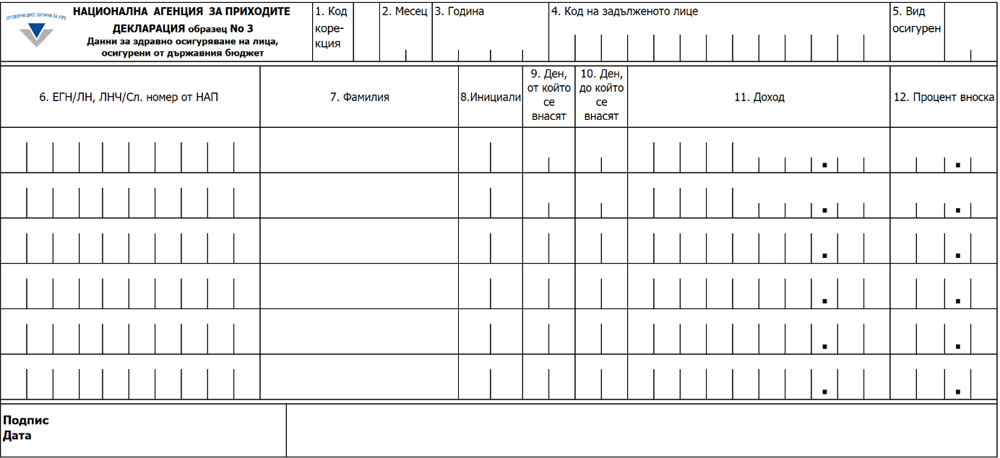 ОТГОВОРНИ ДНЕС, СИГУРНИ ЗА УТРЕ
НАЦИОНАЛНА АГЕНЦИЯ ЗА ПРИХОДИТЕ
ДЕКЛАРАЦИЯ образец No 3
Данни за здравно осигуряване на лица,
осигурени от държавния бюджет
1. Код
коре-
кция
2. Месец
3. Година
4. Код на задълженото лице
5. Вид
осигурен
6. ЕГН/ЛН, ЛНЧ/Сл. номер от НАП
7. Фамилия
8.Инициали
9. Ден,
от който
се
внасят
10. Ден,
до който
се
внасят
11. Доход
12. Процент вноска
Подпис
Дата